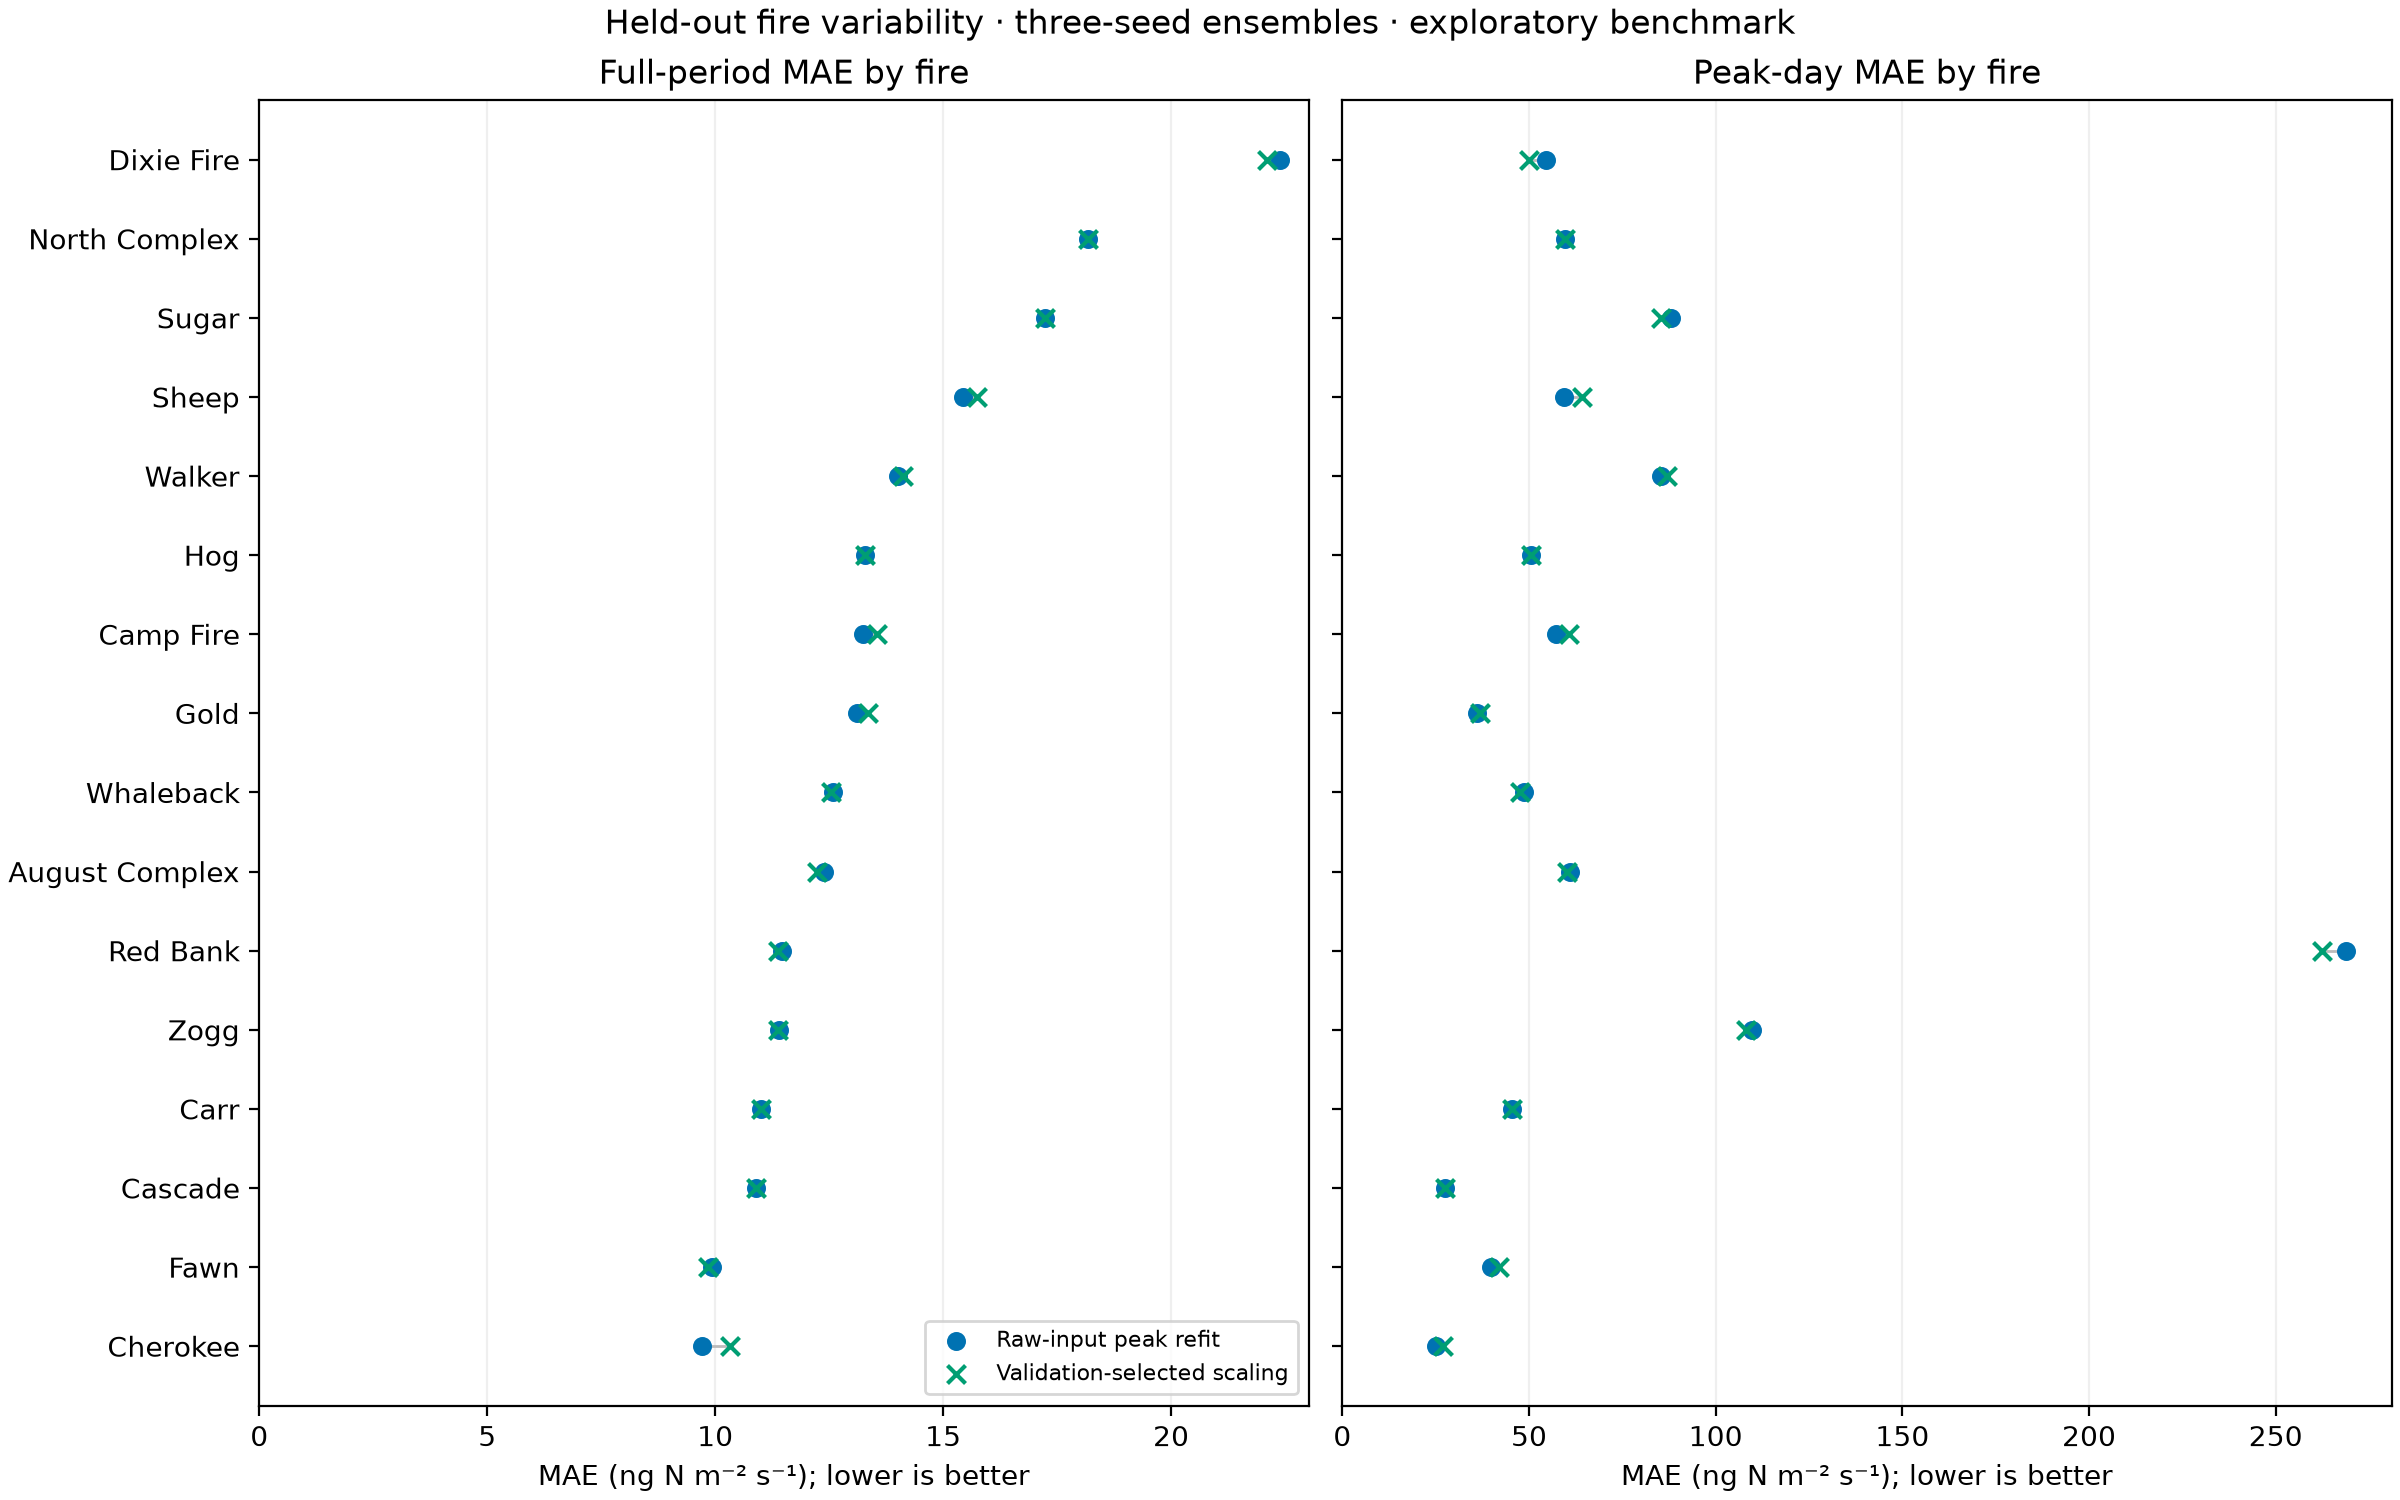 Held-out fire variability · three-seed ensembles · exploratory benchmark
Full-period MAE by fire
Peak-day MAE by fire
Dixie Fire
North Complex
Sugar
Sheep
Walker
Hog
Camp Fire
Gold
Whaleback
August Complex
Red Bank
Zogg
Carr
Cascade
Fawn
Cherokee
Raw-input peak refit
Validation-selected scaling
0 5 10 15 20
0 50 100 150 200 250
MAE (ng N m⁻² s⁻¹); lower is better
MAE (ng N m⁻² s⁻¹); lower is better